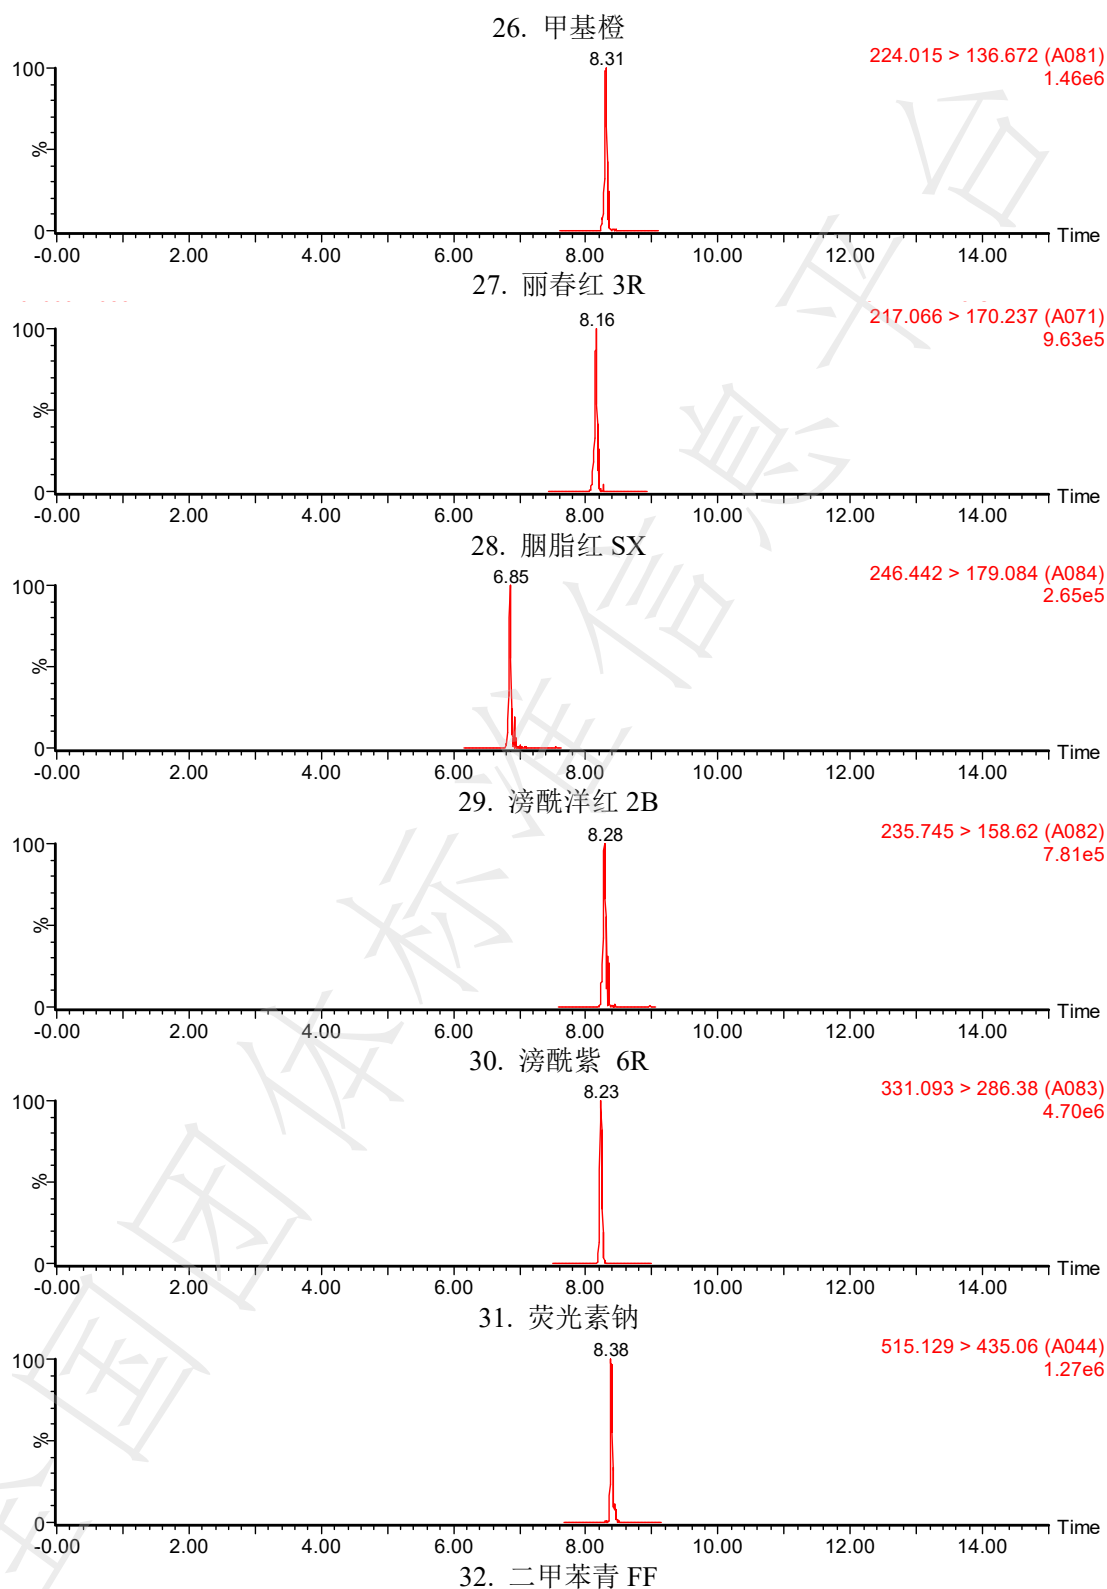 26. 甲基橙
8.31
224.015 > 136.672 (A081)
1.46e6
100
%
0
-0.00 2.00 4.00 6.00 8.00 10.00 12.00 14.00 Time
27. 丽春红 3R
8.16
217.066 > 170.237 (A071)
9.63e5
100
%
0
-0.00 2.00 4.00 6.00 8.00 10.00 12.00 14.00 Time
28. 胭脂红 SX
6.85
246.442 > 179.084 (A084)
2.65e5
100
%
0
-0.00 2.00 4.00 6.00 8.00 10.00 12.00 14.00 Time
29. 滂酰洋红 2B
8.28
235.745 > 158.62 (A082)
7.81e5
100
%
0
-0.00 2.00 4.00 6.00 8.00 10.00 12.00 14.00 Time
30. 滂酰紫 6R
8.23
331.093 > 286.38 (A083)
4.70e6
100
%
0
-0.00 2.00 4.00 6.00 8.00 10.00 12.00 14.00 Time
31. 荧光素钠
8.38
515.129 > 435.06 (A044)
1.27e6
100
%
0
-0.00 2.00 4.00 6.00 8.00 10.00 12.00 14.00 Time
32. 二甲苯青 FF
全国团体标准信息平台